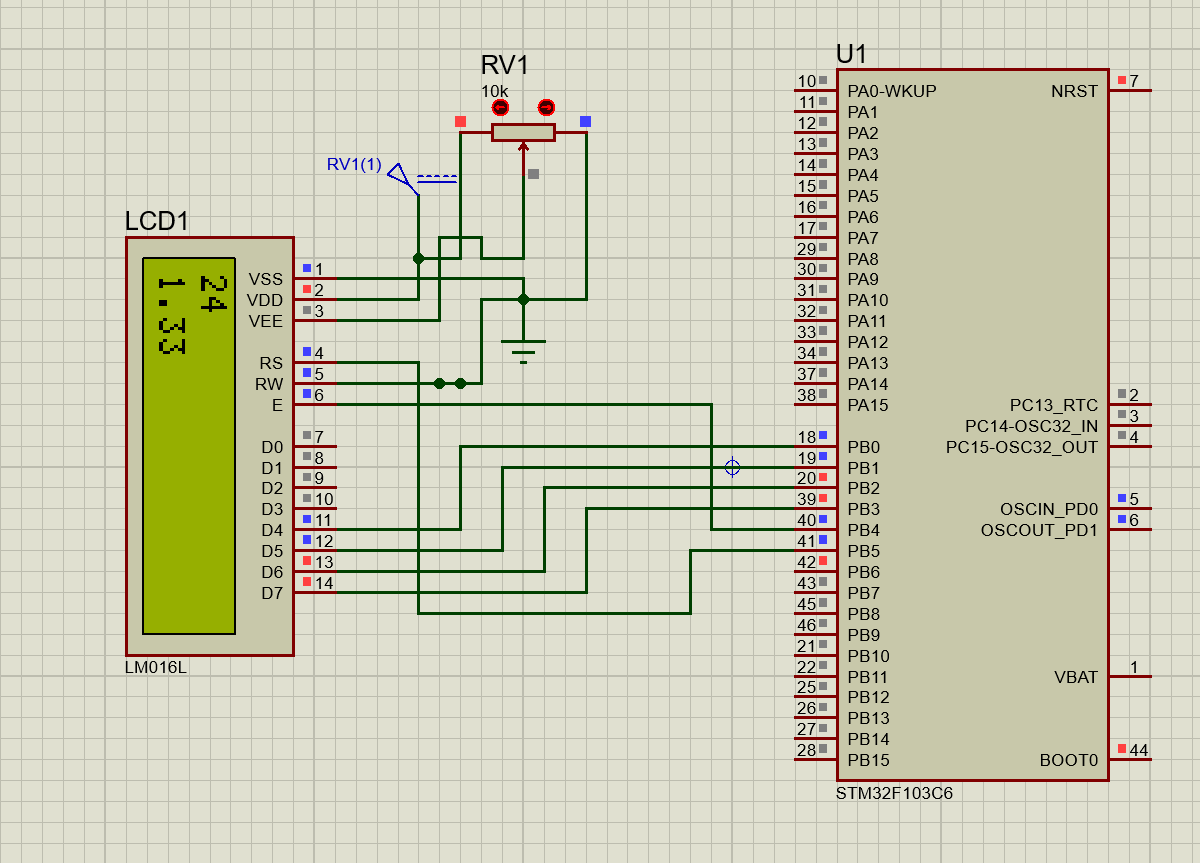 RV1
10k
RV1(1)
LCD1
24
1.33
1
VSS
2
VDD
3
VEE
4
RS
5
RW
6
E
7
D0
8
D1
9
D2
10
D3
11
D4
12
D5
13
D6
14
D7
LM016L
U1
10
PA0-WKUP
11
PA1
12
PA2
13
PA3
14
PA4
15
PA5
16
PA6
17
PA7
29
PA8
30
PA9
31
PA10
32
PA11
33
PA12
34
PA13
37
PA14
38
PA15
18
PB0
19
PB1
20
PB2
39
PB3
40
PB4
41
PB5
42
PB6
43
PB7
45
PB8
46
PB9
21
PB10
22
PB11
25
PB12
26
PB13
27
PB14
28
PB15
NRST
7
PC13_RTC
2
PC14-OSC32_IN
3
PC15-OSC32_OUT
4
OSCIN_PD0
5
OSCOUT_PD1
6
VBAT
1
BOOT0
44
STM32F103C6